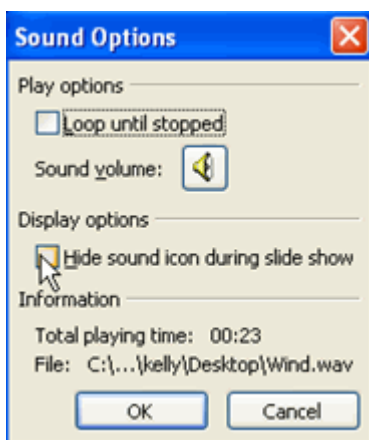 Sound Options
Play options
Loop until stopped
Sound volume:
Display options
Hide sound icon during slide show
Information
Total playing time: 00:23
File: C:\...\kelly\Desktop\Wind.wav
OK Cancel